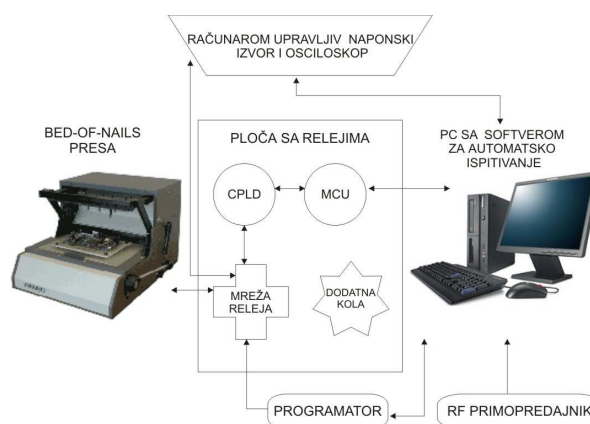 RAČUNAROM UPRAVLJIV NAPONSKI
IZVOR I OSCILOSKOP
BED-OF-NAILS
PRESA
PLOČA SA RELEJIMA
PC SA SOFTVEROM
ZA AUTOMATSKO
ISPITIVANJE
CPLD
MCU
MREŽA
RELEJA
DODATNA
KOLA
PROGRAMATOR
RF PRIMOPREDAJNIK